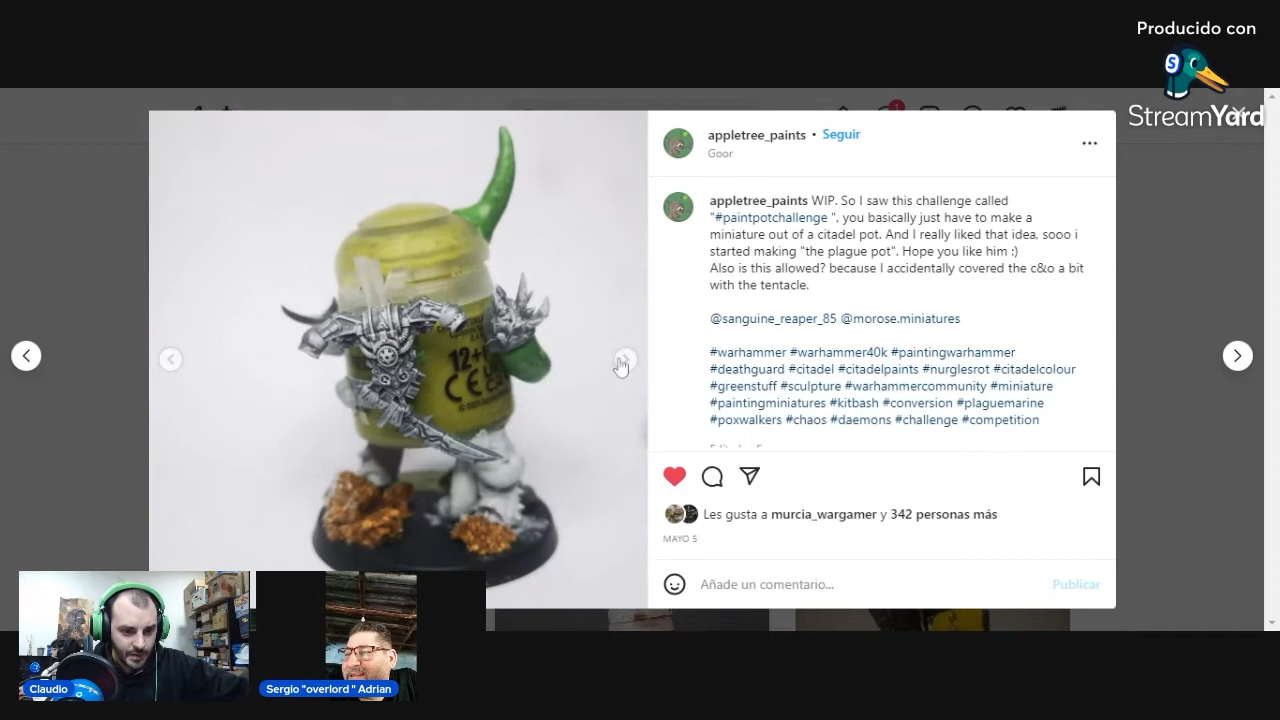 Producido con
StreamYard
appletree_paints • Seguir
Goor
appletree_paints WIP. So I saw this challenge called
"#paintpotchallenge ", you basically just have to make a
miniature out of a citadel pot. And I really liked that idea, sooo i
started making "the plague pot". Hope you like him :)
Also is this allowed? because I accidentally covered the c&o a bit
with the tentacle.
@sanguine_reaper_85 @morose.miniatures
#warhammer #warhammer40k #paintingwarhammer
#deathguard #citadel #citadelpaints #nurglesrot #citadelcolour
#greenstuff #sculpture #warhammercommunity #miniature
#paintingminiatures #kitbash #conversion #plaguemarine
#poxwalkers #chaos #daemons #challenge #competition
Les gusta a murcia_wargamer y 342 personas más
MAYO 5
Añade un comentario...
Publicar
12+
CE
Claudio
Sergio "overlord " Adrian